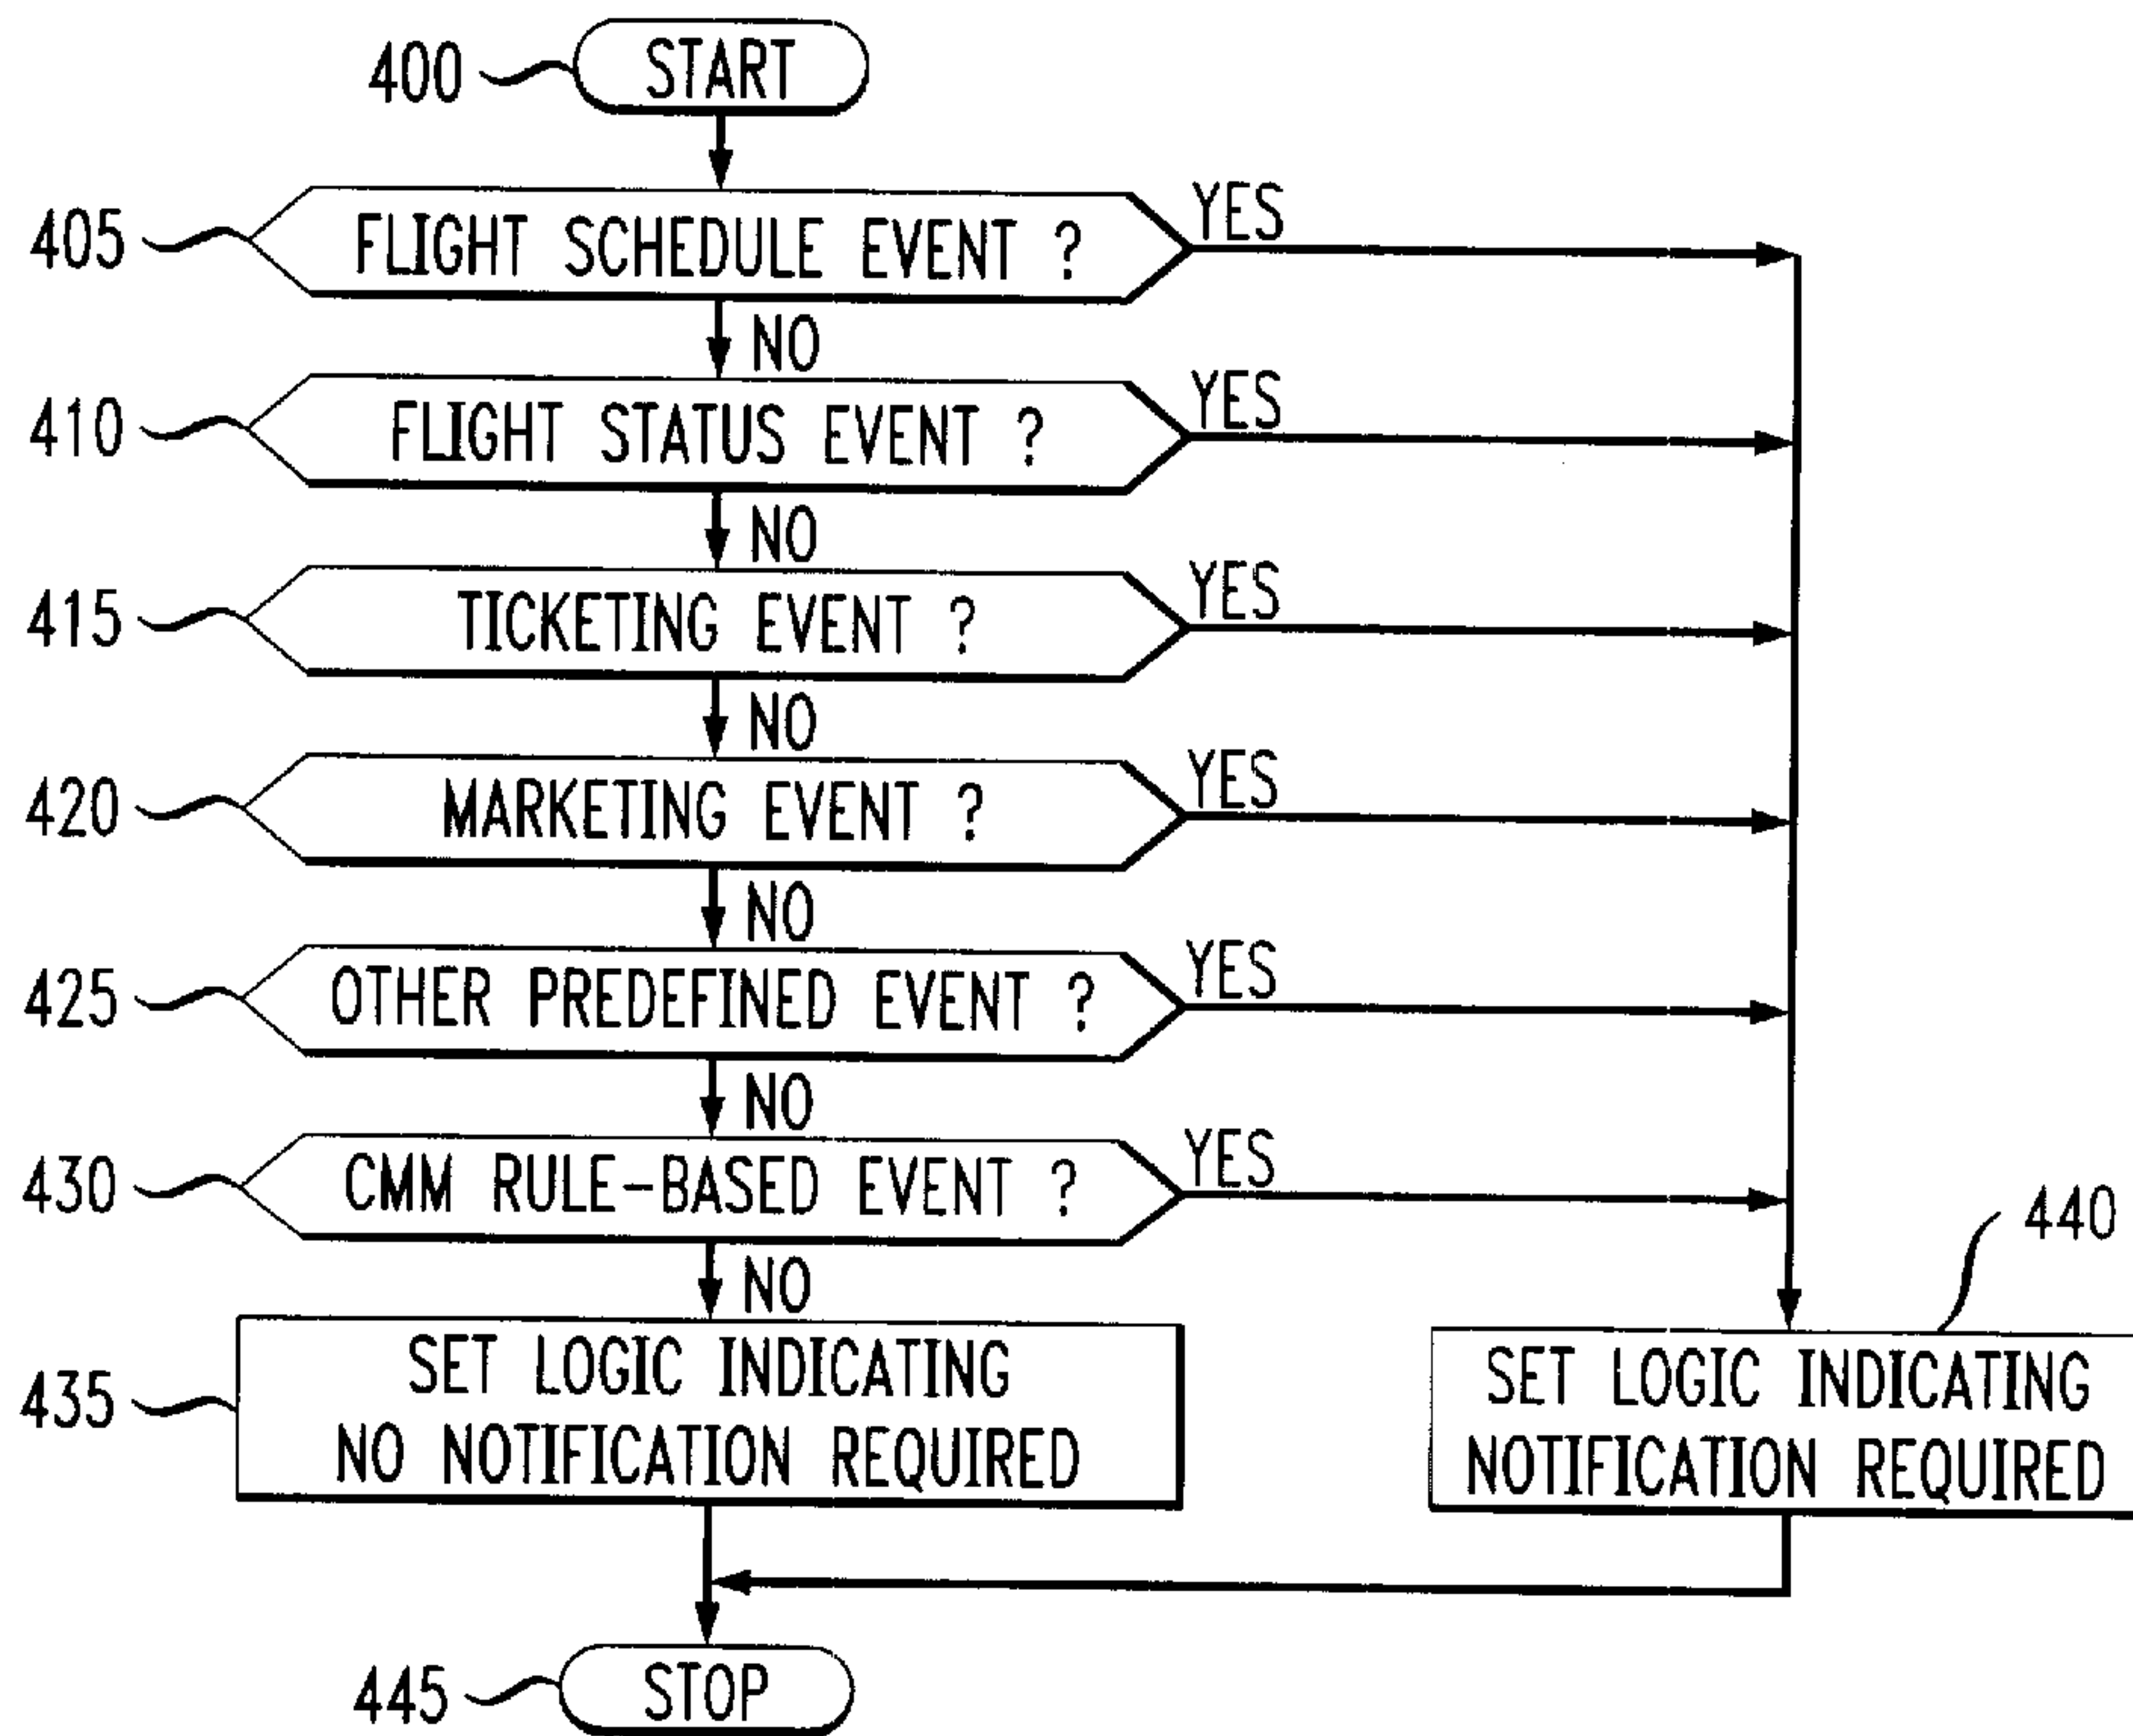 400
START
405
FLIGHT SCHEDULE EVENT ?
YES
NO
410
FLIGHT STATUS EVENT ?
YES
NO
415
TICKETING EVENT ?
YES
NO
420
MARKETING EVENT ?
YES
NO
425
OTHER PREDEFINED EVENT ?
YES
NO
430
CMM RULE-BASED EVENT ?
YES
NO
440
435
SET LOGIC INDICATING
NO NOTIFICATION REQUIRED
SET LOGIC INDICATING
NOTIFICATION REQUIRED
445
STOP